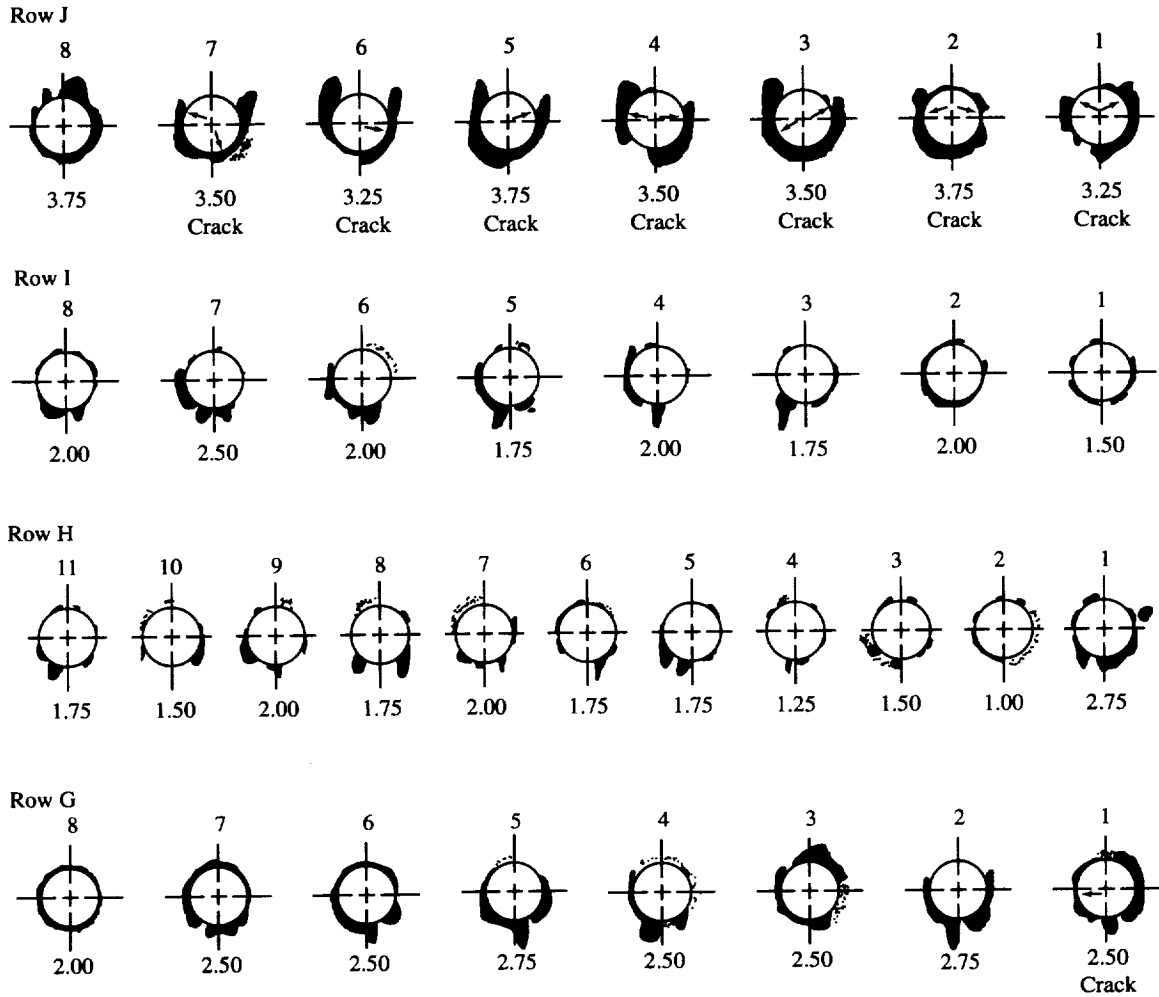 Row J
8 7 6 5 4 3 2 1
3.75 3.50 3.25 3.75 3.50 3.50 3.75 3.25
Crack Crack Crack Crack Crack Crack Crack
Row I
8 7 6 5 4 3 2 1
2.00 2.50 2.00 1.75 2.00 1.75 2.00 1.50
Row H
11 10 9 8 7 6 5 4 3 2 1
1.75 1.50 2.00 1.75 2.00 1.75 1.75 1.25 1.50 1.00 2.75
Row G
8 7 6 5 4 3 2 1
2.00 2.50 2.50 2.75 2.50 2.50 2.75 2.50
Crack